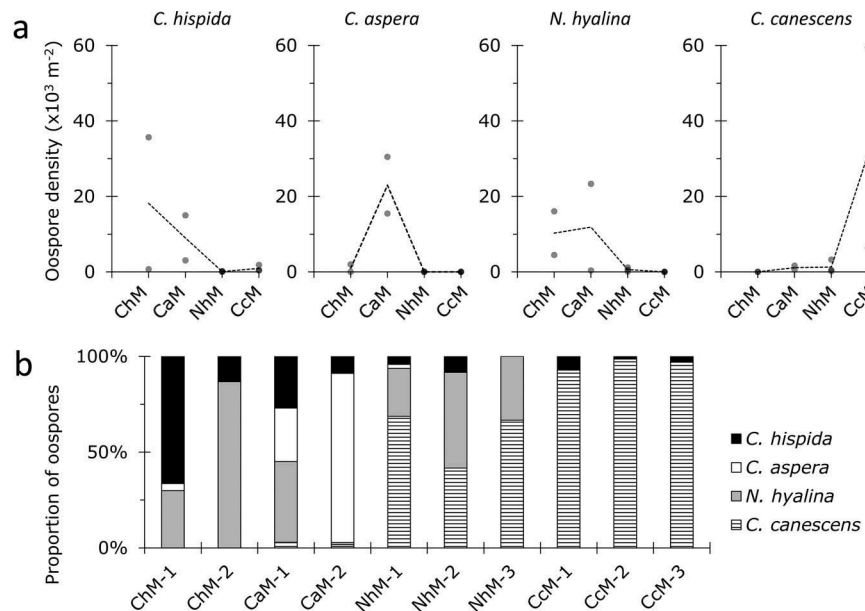 a
C. hispida
C. aspera
N. hyalina
C. canescens
Oospore density (x10³ m⁻²)
60
40
20
0
ChM
CaM
NhM
CcM
60
40
20
0
ChM
CaM
NhM
CcM
60
40
20
0
ChM
CaM
NhM
CcM
60
40
20
0
ChM
CaM
NhM
b
Proportion of oospores
100%
50%
0%
ChM-1
ChM-2
CaM-1
CaM-2
NhM-1
NhM-2
NhM-3
CcM-1
CcM-2
CcM-3
C. hispida
C. aspera
N. hyalina
C. canescens